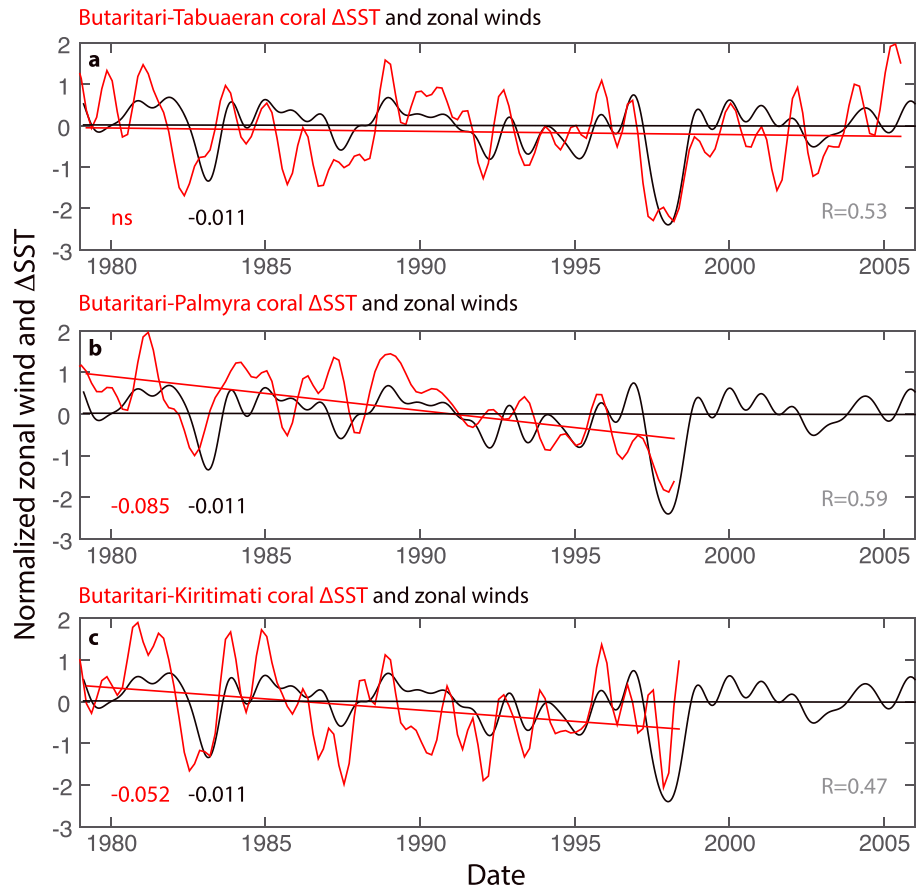 Butaritari-Tabuaeran coral ΔSST and zonal winds
a
2
1
0
-1
-2
-3
ns -0.011
R=0.53
1980 1985 1990 1995 2000 2005
Butaritari-Palmyra coral ΔSST and zonal winds
b
2
1
0
-1
-2
-3
-0.085 -0.011
R=0.59
1980 1985 1990 1995 2000 2005
Butaritari-Kiritimati coral ΔSST and zonal winds
c
2
1
0
-1
-2
-3
-0.052 -0.011
R=0.47
1980 1985 1990 1995 2000 2005
Date
Normalized zonal wind and ΔSST